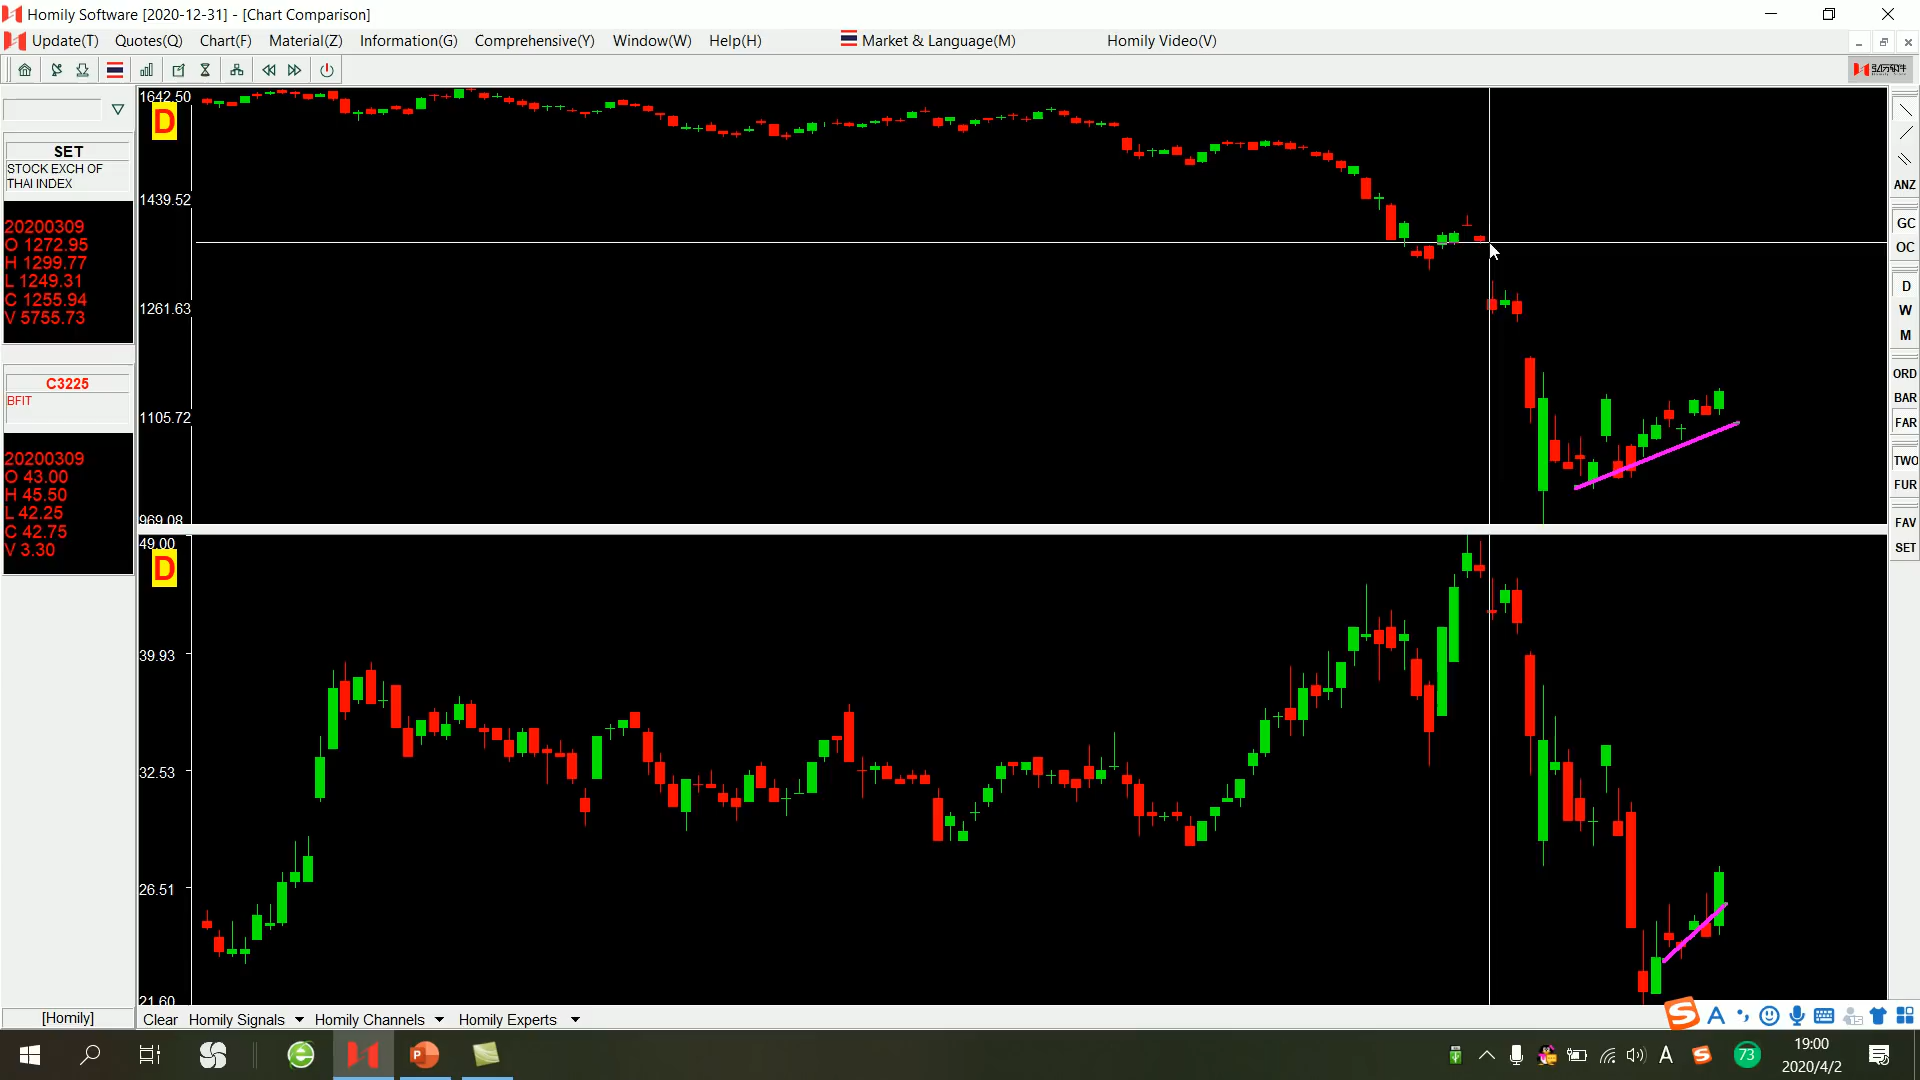 Homily Software [2020-12-31] - [Chart Comparison]
Update(T) Quotes(Q) Chart(F) Material(Z) Information(G) Comprehensive(Y) Window(W) Help(H) Market & Language(M) Homily Video(V)
弘历软件
SET
STOCK EXCH OF
THAI INDEX
20200309
O 1272.95
H 1299.77
L 1249.31
C 1255.94
V 5755.73
C3225
BFIT
20200309
O 43.00
H 45.50
L 42.25
C 42.75
V 3.30
[Homily]
1642.50
D
1439.52
1261.63
1105.72
969.08
49.00
D
39.93
32.53
26.51
21.60
ANZ
GC
OC
D
W
M
ORD
BAR
FAR
TWO
FUR
FAV
SET
Clear Homily Signals Homily Channels Homily Experts
S A
A S 73
19:00
2020/4/2